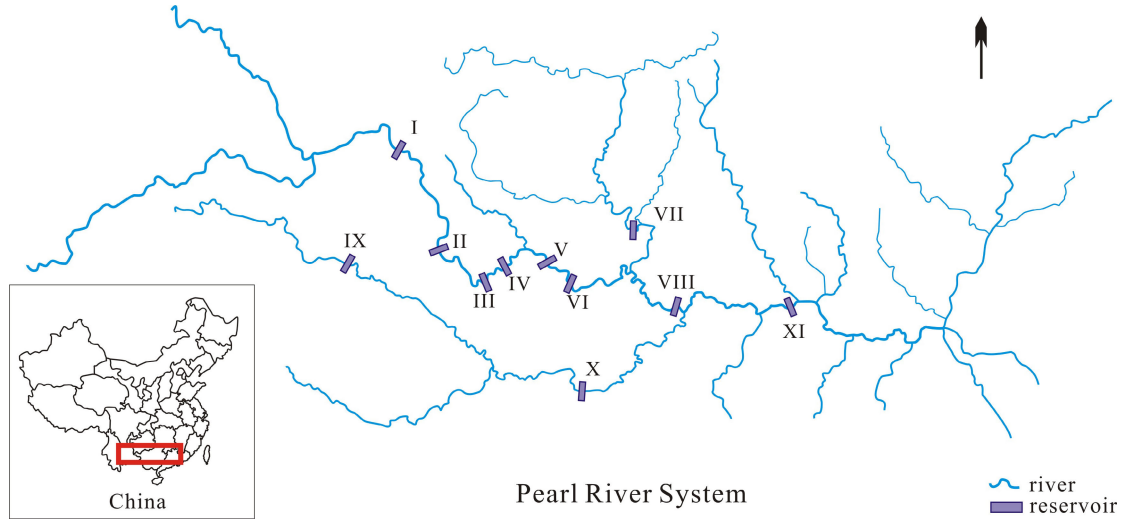 I
VII
IX
II
V
VIII
III
IV
VI
XI
X
China
Pearl River System
river
reservoir